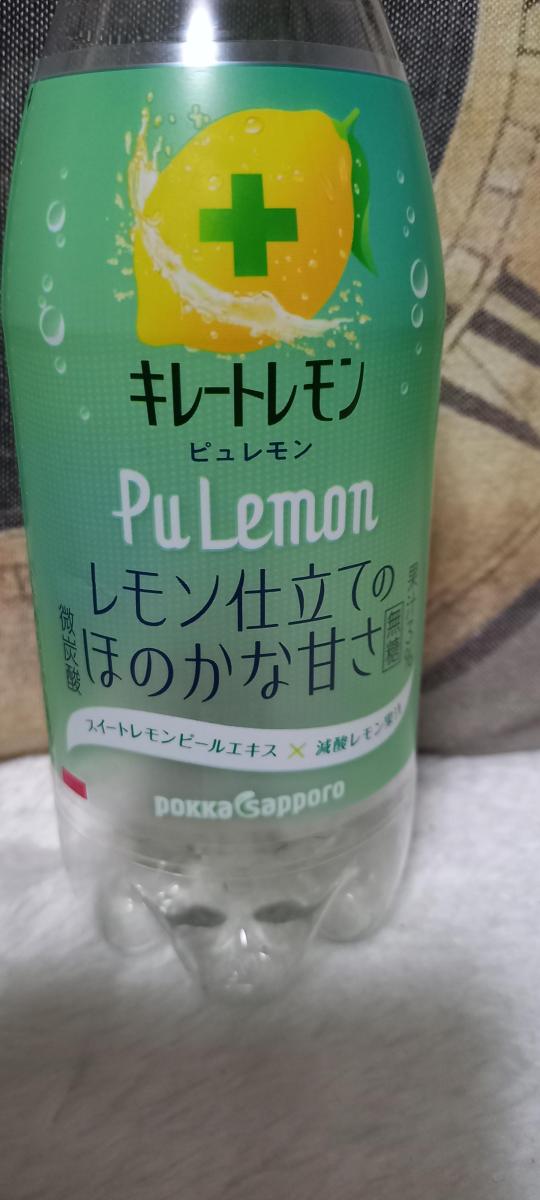 キレートレモン
ピュレモン
Pu Lemon
レモン仕立ての
ほのかな甘さ
無糖
微炭酸
スイートレモンピールエキス × 減酸レモン果汁
pokka sapporo